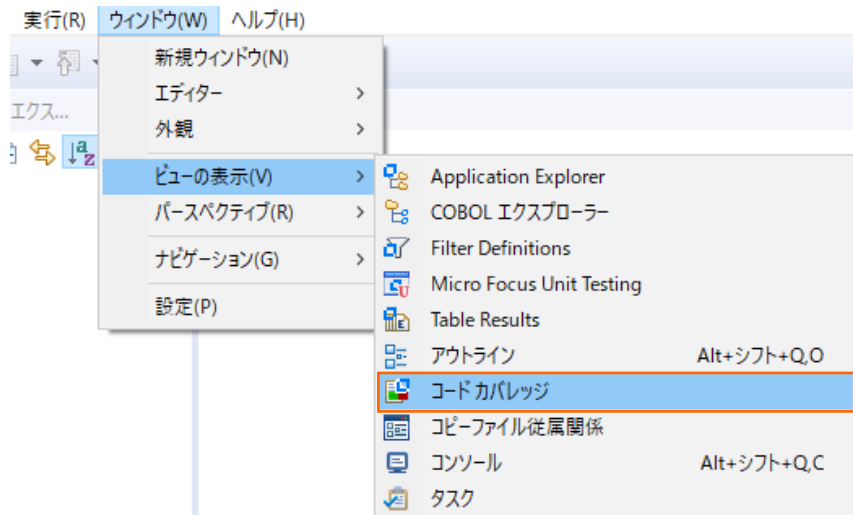 実行(R) ウィンドウ(W) ヘルプ(H)
新規ウィンドウ(N)
エディター
エクス...
外観
ビューの表示(V)
パースペクティブ(R)
ナビゲーション(G)
設定(P)
Application Explorer
COBOL エクスプローラー
Filter Definitions
Micro Focus Unit Testing
Table Results
アウトライン Alt+シフト+Q,O
コード カバレッジ
コピーファイル従属関係
コンソール Alt+シフト+Q,C
タスク